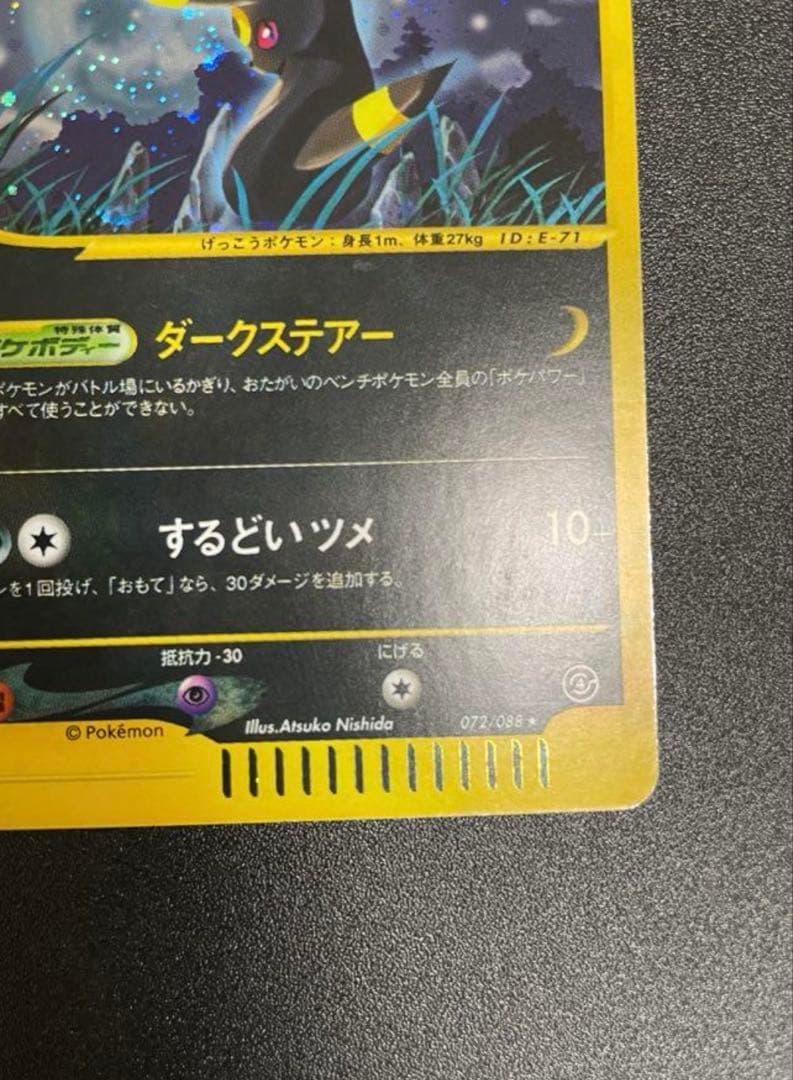 げっこうポケモン：身長1m、体重27kg ID：E-71
特殊体質
ケボディー
ダークステアー
ポケモンがバトル場にいるかぎり、おたがいのベンチポケモン全員の「ポケパワー」
すべて使うことができない。
するどいツメ 10+
ンを1回投げ、「おもて」なら、30ダメージを追加する。
抵抗力 -30 にげる
© Pokémon Illus.Atsuko Nishida 072/088 ★